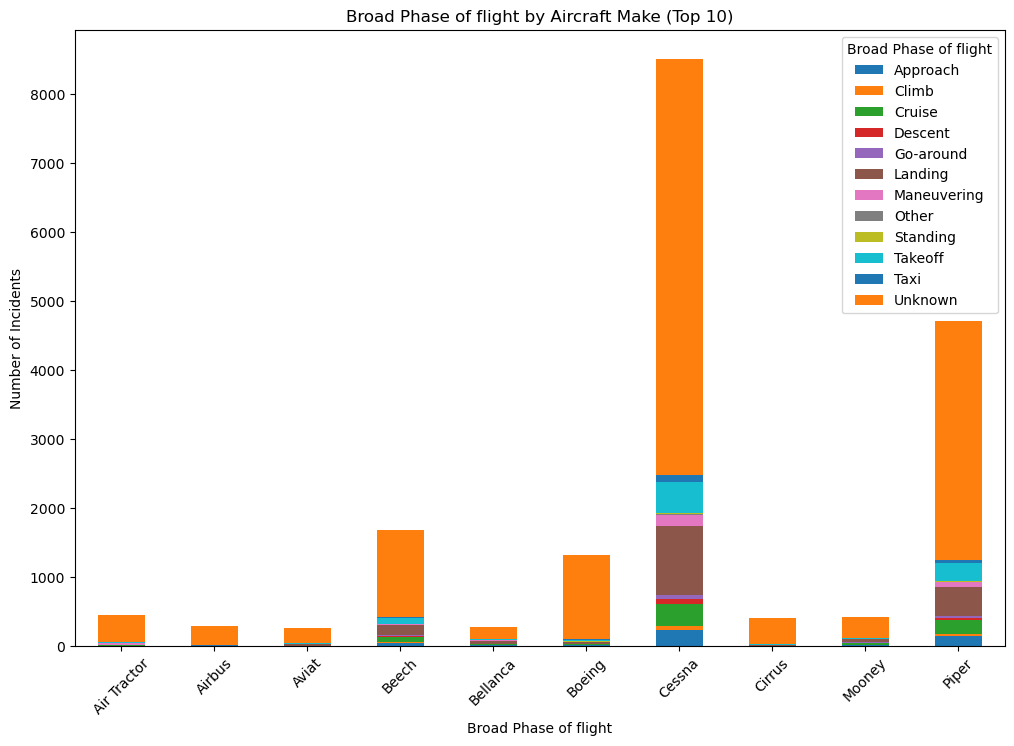 Broad Phase of flight by Aircraft Make (Top 10)
Number of Incidents
8000
7000
6000
5000
4000
3000
2000
1000
0
Broad Phase of flight
Approach
Climb
Cruise
Descent
Go-around
Landing
Maneuvering
Other
Standing
Takeoff
Taxi
Unknown
Air Tractor
Airbus
Aviat
Beech
Bellanca
Boeing
Cessna
Cirrus
Mooney
Piper
Broad Phase of flight